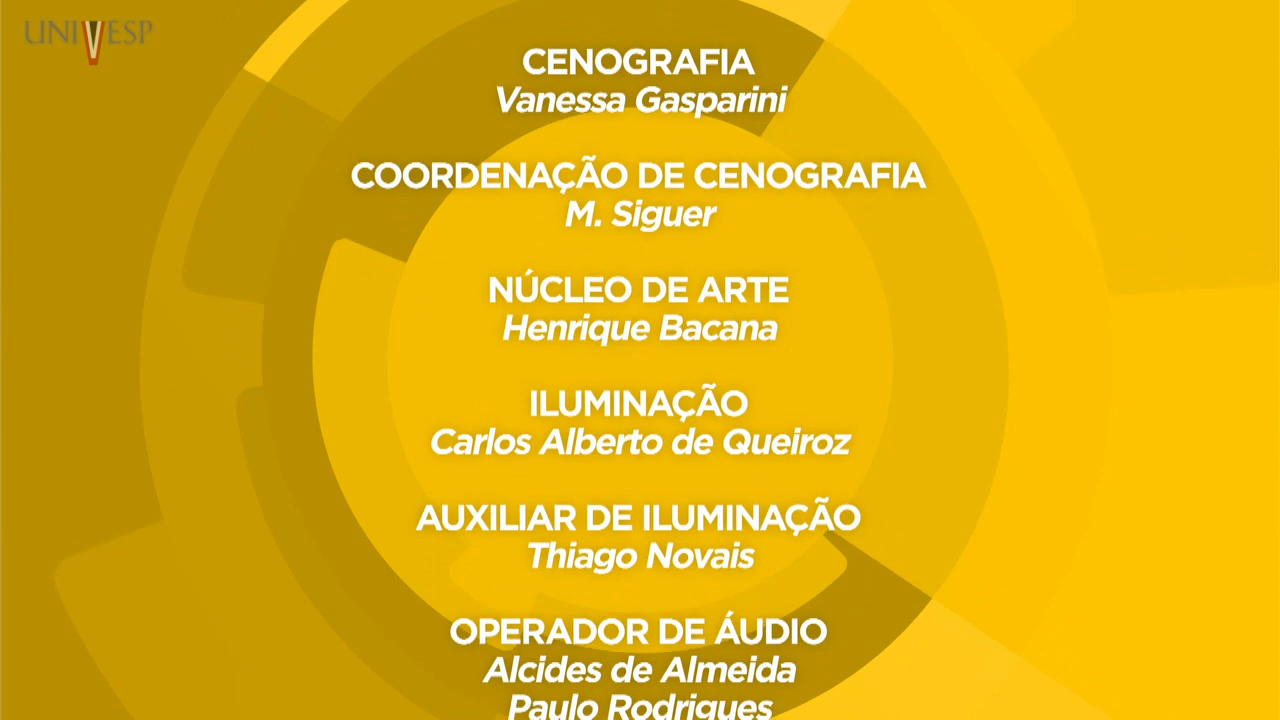 UNIVESP
CENOGRAFIA
Vanessa Gasparini
COORDENAÇÃO DE CENOGRAFIA
M. Siguer
NÚCLEO DE ARTE
Henrique Bacana
ILUMINAÇÃO
Carlos Alberto de Queiroz
AUXILIAR DE ILUMINAÇÃO
Thiago Novais
OPERADOR DE ÁUDIO
Alcides de Almeida
Paulo Rodrigues